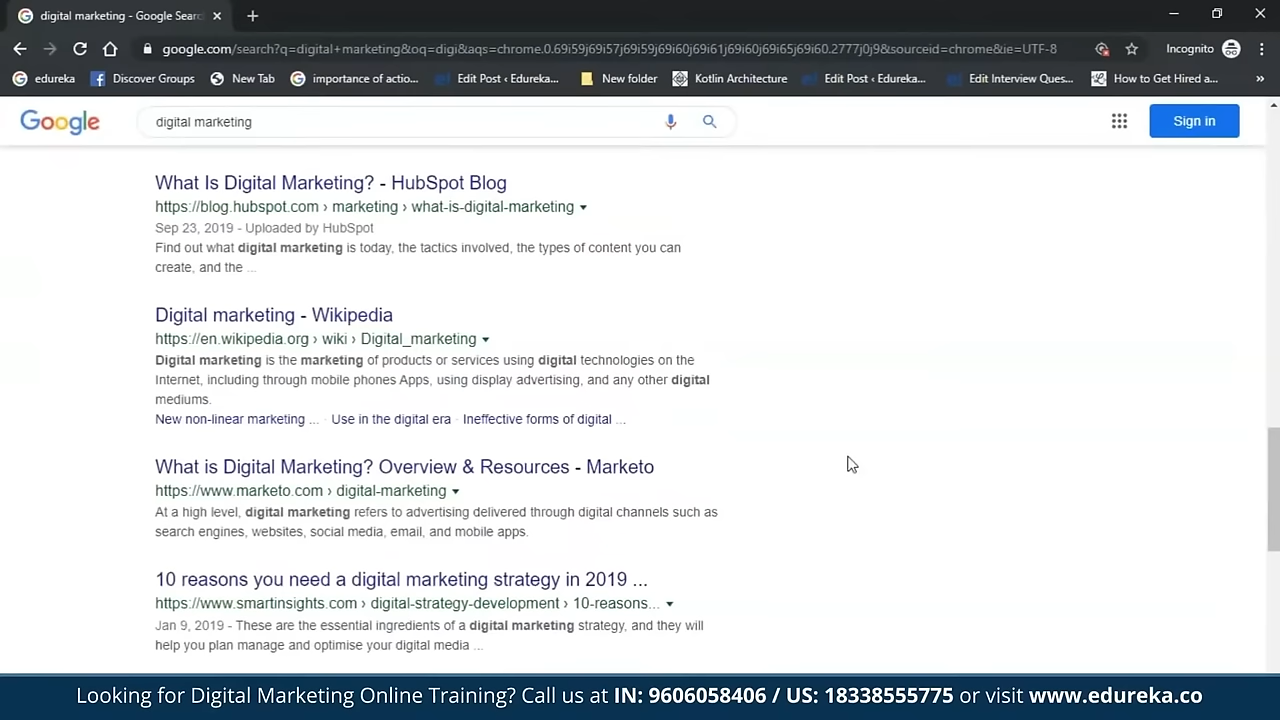 digital marketing - Google Searc
google.com/search?q=digital+marketing&oq=digi&aqs=chrome.0.69i59j69i57j69i59j69i60j69i61j69i60j69i65j69i60.2777j0j9&sourceid=chrome&ie=UTF-8
Incognito
edureka
Discover Groups
New Tab
importance of actio...
Edit Post ‹ Edureka...
New folder
Kotlin Architecture
Edit Post ‹ Edureka...
Edit Interview Ques...
How to Get Hired a...
»
Google
digital marketing
Sign in
What Is Digital Marketing? - HubSpot Blog
https://blog.hubspot.com › marketing › what-is-digital-marketing
Sep 23, 2019 - Uploaded by HubSpot
Find out what digital marketing is today, the tactics involved, the types of content you can
create, and the ...
Digital marketing - Wikipedia
https://en.wikipedia.org › wiki › Digital_marketing
Digital marketing is the marketing of products or services using digital technologies on the
Internet, including through mobile phones Apps, using display advertising, and any other digital
mediums.
New non-linear marketing ... · Use in the digital era · Ineffective forms of digital ...
What is Digital Marketing? Overview & Resources - Marketo
https://www.marketo.com › digital-marketing
At a high level, digital marketing refers to advertising delivered through digital channels such as
search engines, websites, social media, email, and mobile apps.
10 reasons you need a digital marketing strategy in 2019 ...
https://www.smartinsights.com › digital-strategy-development › 10-reasons...
Jan 9, 2019 - These are the essential ingredients of a digital marketing strategy, and they will
help you plan manage and optimise your digital media ...
Looking for Digital Marketing Online Training? Call us at IN: 9606058406 / US: 18338555775 or visit www.edureka.co